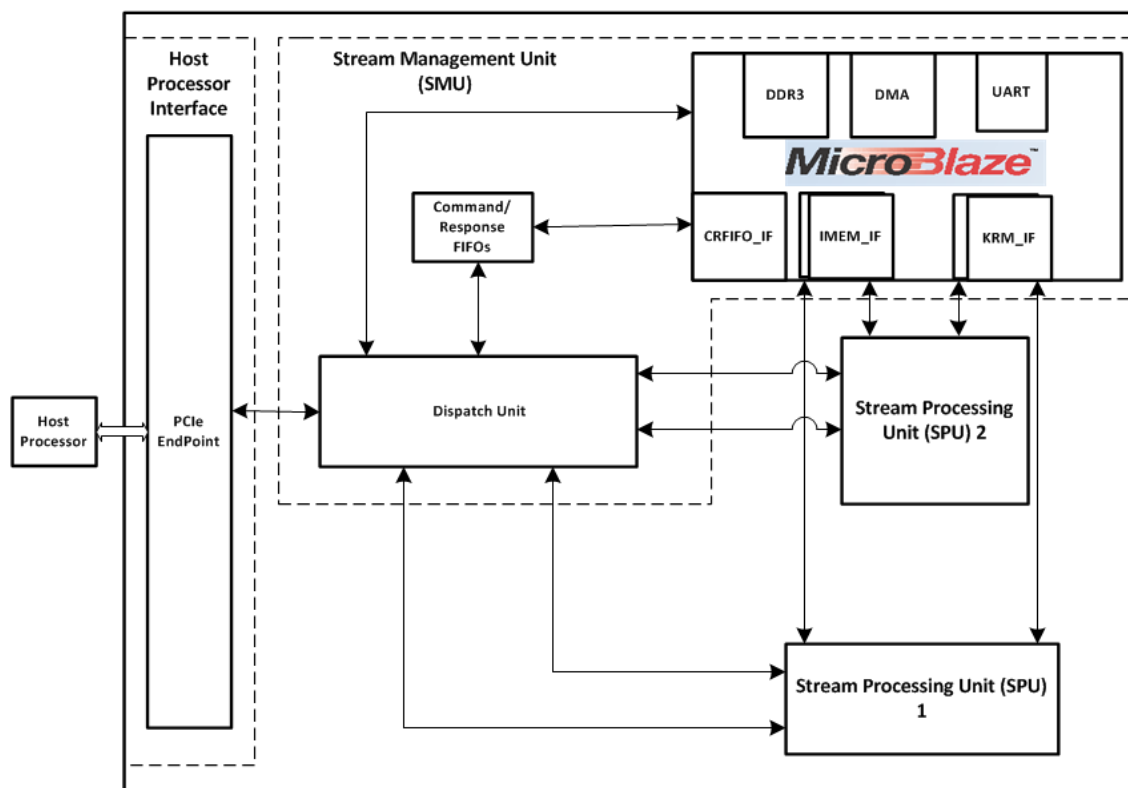 Host
Processor
Interface
Stream Management Unit
(SMU)
DDR3
DMA
UART
MicroBlaze™
Command/
Response
FIFOs
CRFIFO_IF
IMEM_IF
KRM_IF
Host
Processor
PCIe
EndPoint
Dispatch Unit
Stream Processing
Unit (SPU) 2
Stream Processing Unit (SPU)
1